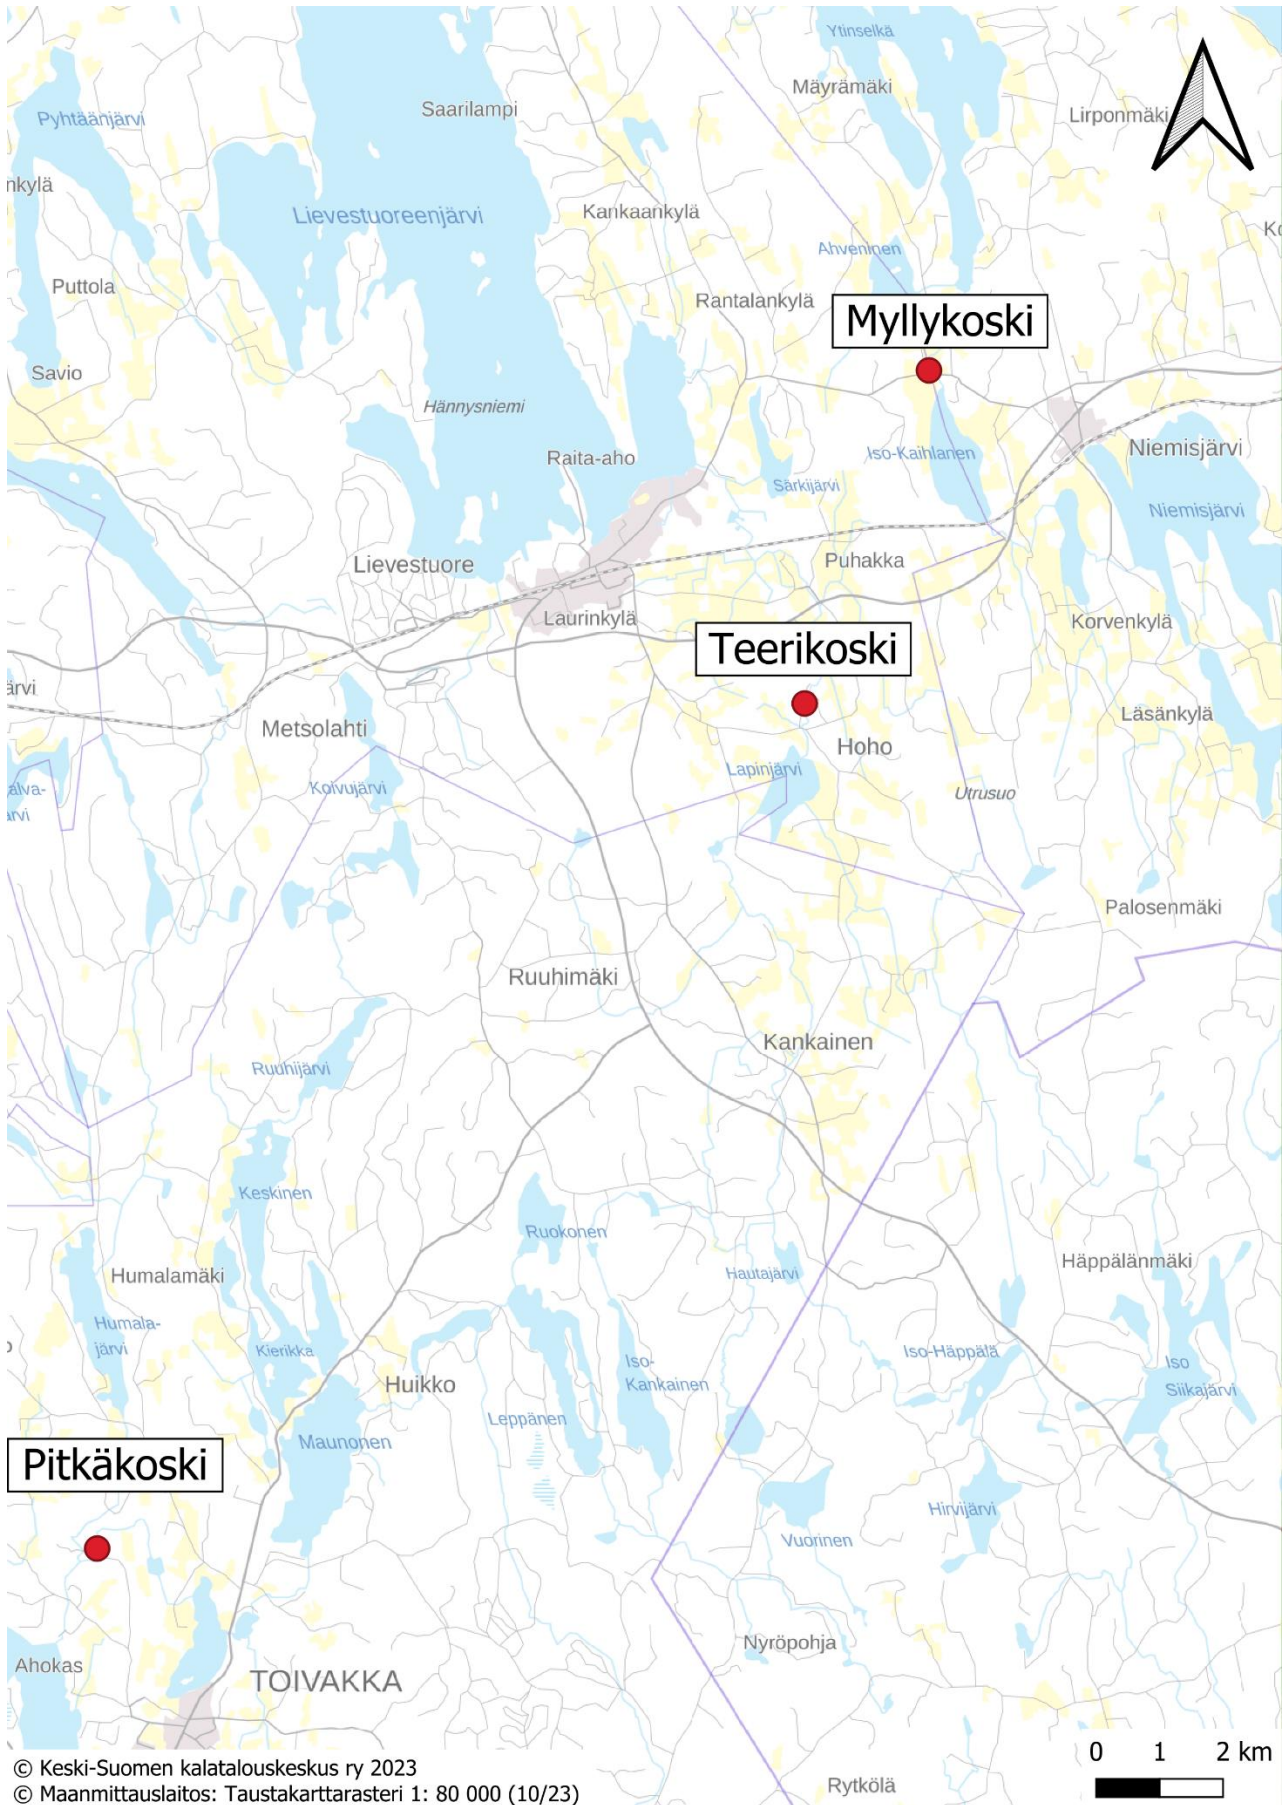 Ytinselkä
Mäyrämäki
Saarilampi
Pyhtäänjärvi
Lirponmäki
nkylä
Lievestuoreenjärvi
Kankaankylä
Ahveninen
Puttola
Rantalankylä
Myllykoski
Savio
Hännysniemi
Raita-aho
Iso-Kaihlanen
Niemisjärvi
Särkijärvi
Niemisjärvi
Lievestuore
Puhakka
Laurinkylä
Korvenkylä
Teerikoski
ärvi
Metsolahti
Läsänkylä
Hoho
Lapinjärvi
Koivujärvi
Utrusuo
alva-
arvi
Palosenmäki
Ruuhimäki
Kankainen
Ruuhijärvi
Keskinen
Ruokonen
Humalamäki
Hautajärvi
Häppälänmäki
Humala-
järvi
Kierikka
Iso-Häppälä
Iso-
Kankainen
Iso
Siikajärvi
Huikko
Leppänen
Maunonen
Pitkäkoski
Hirvijärvi
Vuorinen
Nyröpohja
Ahokas
TOIVAKKA
0 1 2 km
© Keski-Suomen kalatalouskeskus ry 2023
© Maanmittauslaitos: Taustakarttarasteri 1: 80 000 (10/23)
Rytkölä